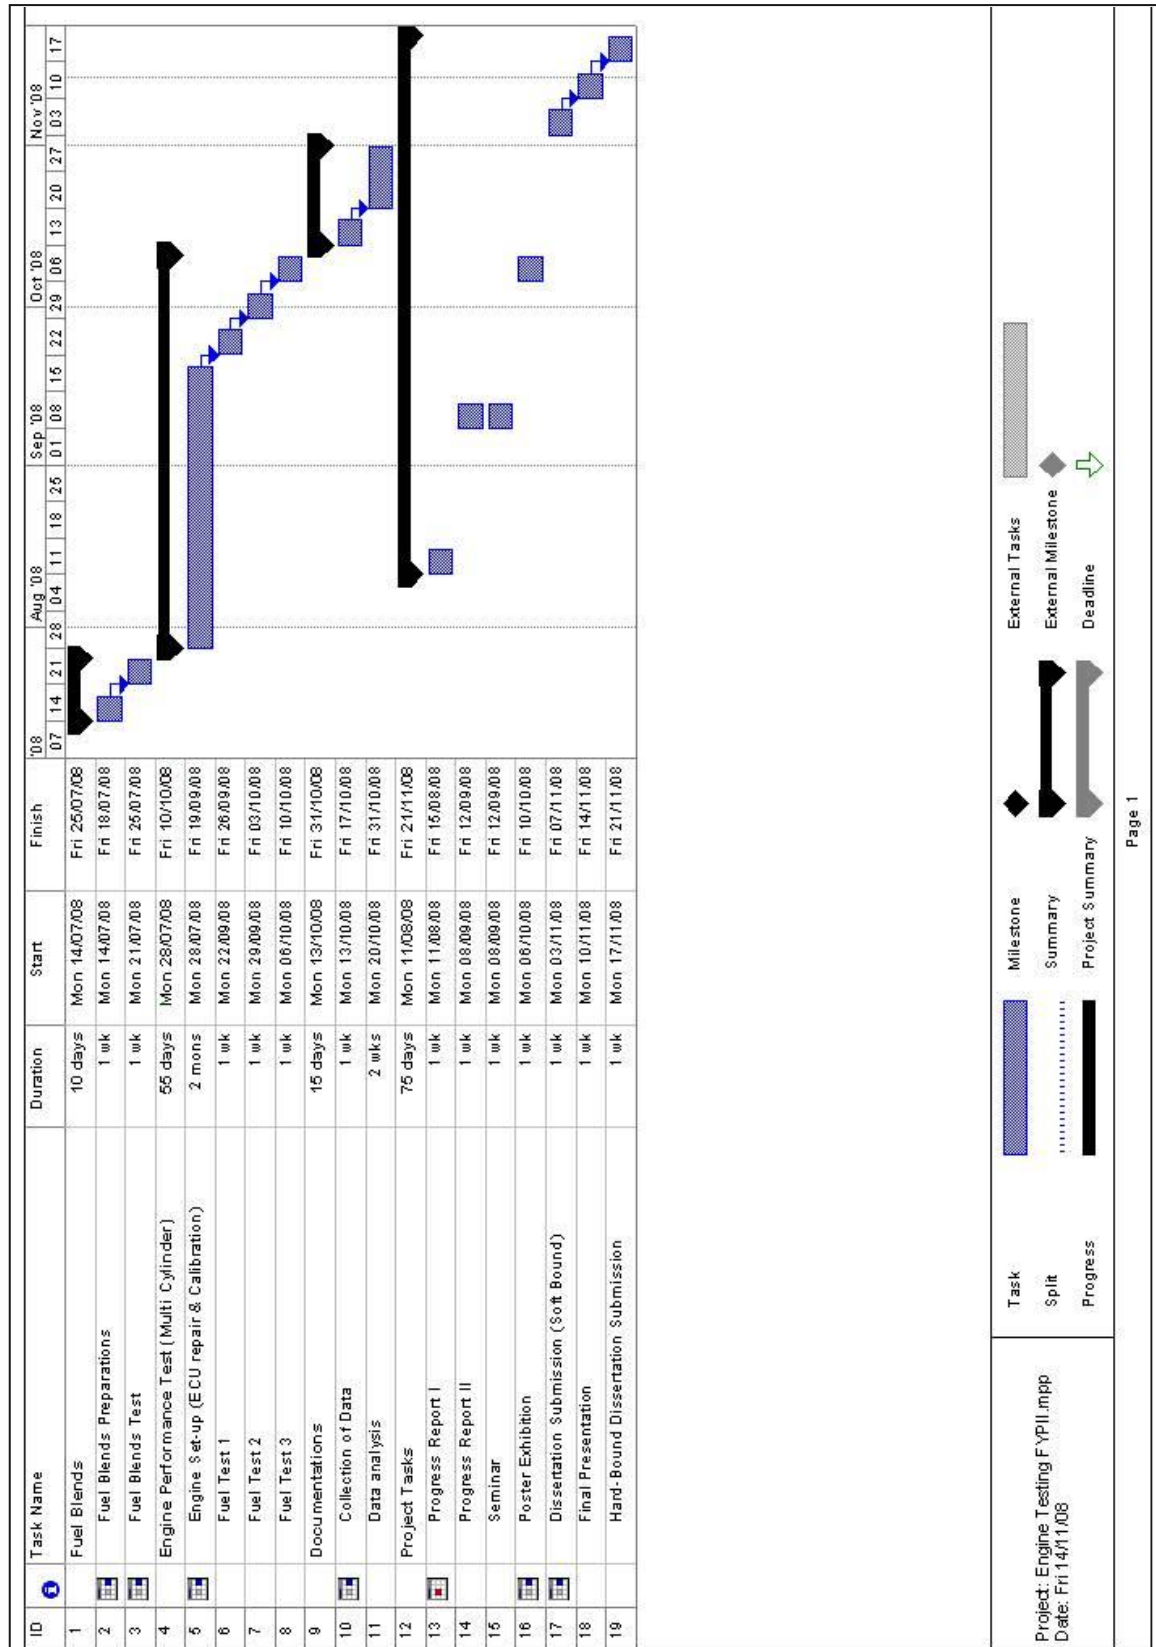 ID Task Name Duration Start Finish '08 Aug '08 Sep '08 Oct '08 Nov '08
07 14 21 28 04 11 18 25 01 08 15 22 29 06 13 20 27 03 10 17
1 Fuel Blends 10 days Mon 14/07/08 Fri 25/07/08
2 Fuel Blends Preparations 1 wk Mon 14/07/08 Fri 18/07/08
3 Fuel Blends Test 1 wk Mon 21/07/08 Fri 25/07/08
4 Engine Performance Test (Multi Cylinder) 55 days Mon 28/07/08 Fri 10/10/08
5 Engine Set-up (ECU repair & Calibration) 2 mons Mon 28/07/08 Fri 19/09/08
6 Fuel Test 1 1 wk Mon 22/09/08 Fri 26/09/08
7 Fuel Test 2 1 wk Mon 29/09/08 Fri 03/10/08
8 Fuel Test 3 1 wk Mon 06/10/08 Fri 10/10/08
9 Documentations 15 days Mon 13/10/08 Fri 31/10/08
10 Collection of Data 1 wk Mon 13/10/08 Fri 17/10/08
11 Data analysis 2 wks Mon 20/10/08 Fri 31/10/08
12 Project Tasks 75 days Mon 11/08/08 Fri 21/11/08
13 Progress Report I 1 wk Mon 11/08/08 Fri 15/08/08
14 Progress Report II 1 wk Mon 08/09/08 Fri 12/09/08
15 Seminar 1 wk Mon 08/09/08 Fri 12/09/08
16 Poster Exhibition 1 wk Mon 06/10/08 Fri 10/10/08
17 Dissertation Submission (Soft Bound) 1 wk Mon 03/11/08 Fri 07/11/08
18 Final Presentation 1 wk Mon 10/11/08 Fri 14/11/08
19 Hard-Bound Dissertation Submission 1 wk Mon 17/11/08 Fri 21/11/08
Project: Engine Testing FYPII.mpp
Date: Fri 14/11/08
Task Milestone External Tasks
Split Summary External Milestone
Progress Project Summary Deadline
Page 1